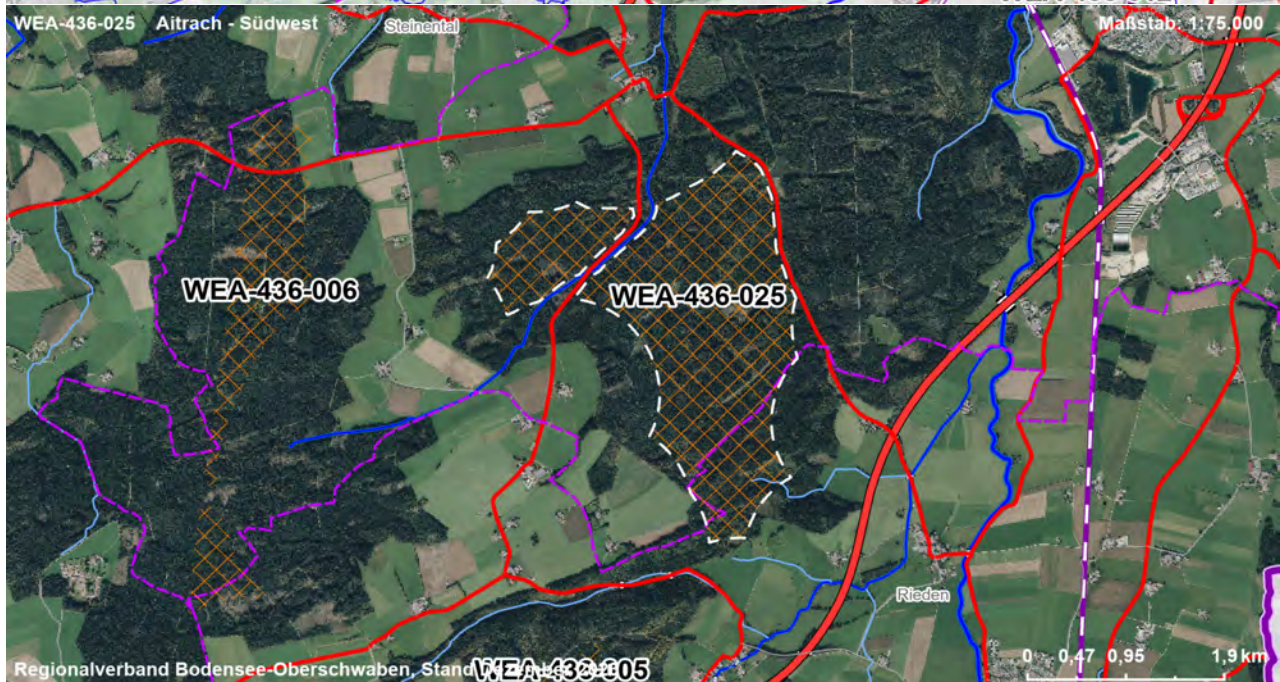 WEA-436-025 Aitrach - Südwest
Steinental
Maßstab: 1:75.000
WEA-436-006
WEA-436-025
Rieden
0 0,47 0,95 1,9 km
Regionalverband Bodensee-Oberschwaben, Stand